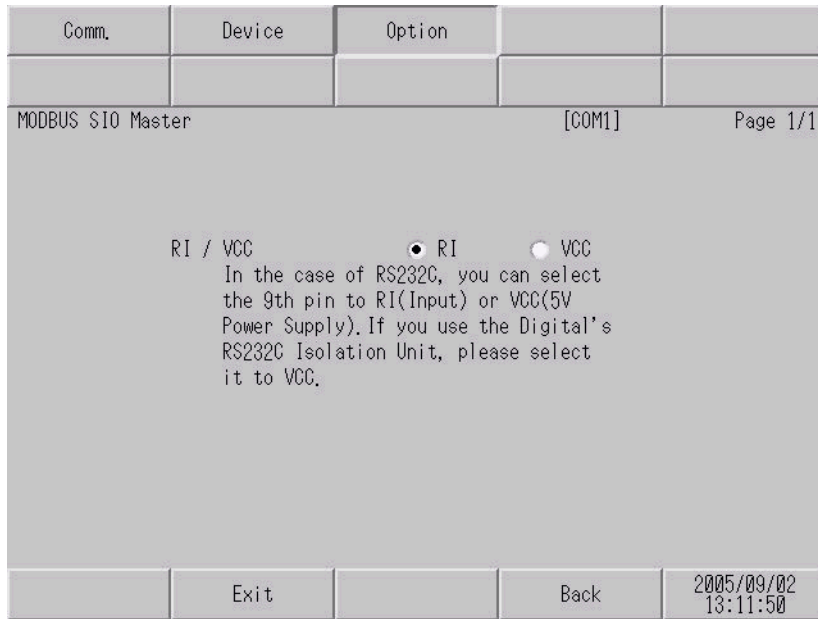 Comm. Device Option
MODBUS SIO Master [COM1] Page 1/1
RI / VCC RI VCC
In the case of RS232C, you can select
the 9th pin to RI(Input) or VCC(5V
Power Supply). If you use the Digital's
RS232C Isolation Unit, please select
it to VCC.
Exit Back 2005/09/02
13:11:50